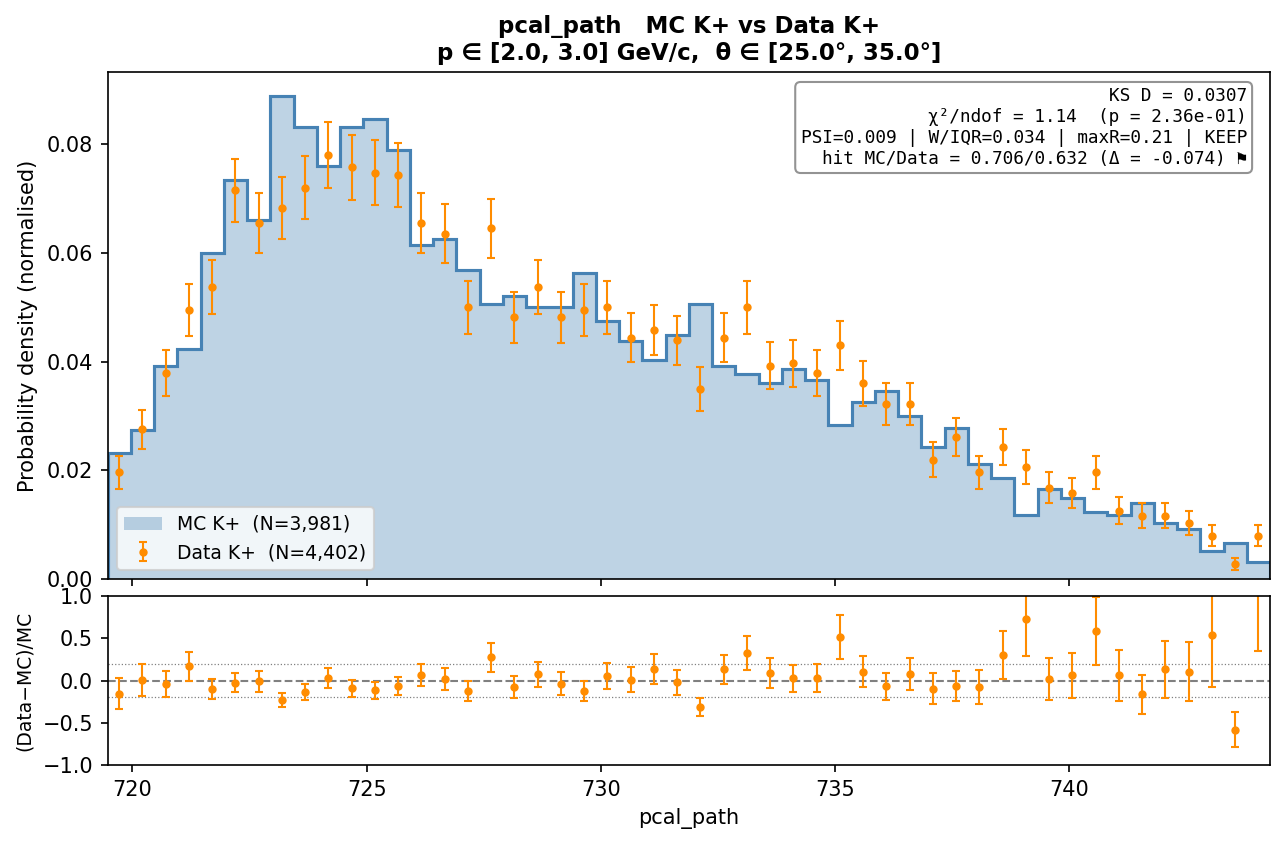 pcal_path   MC K+ vs Data K+
p ∈ [2.0, 3.0] GeV/c,  θ ∈ [25.0°, 35.0°]
Probability density (normalised)
0.08
0.06
0.04
0.02
0.00
KS D = 0.0307
χ²/ndof = 1.14  (p = 2.36e-01)
PSI=0.009 | W/IQR=0.034 | maxR=0.21 | KEEP
hit MC/Data = 0.706/0.632 (Δ = -0.074) ⚑
MC K+  (N=3,981)
Data K+  (N=4,402)
(Data−MC)/MC
1.0
0.5
0.0
−0.5
−1.0
720 725 730 735 740
pcal_path